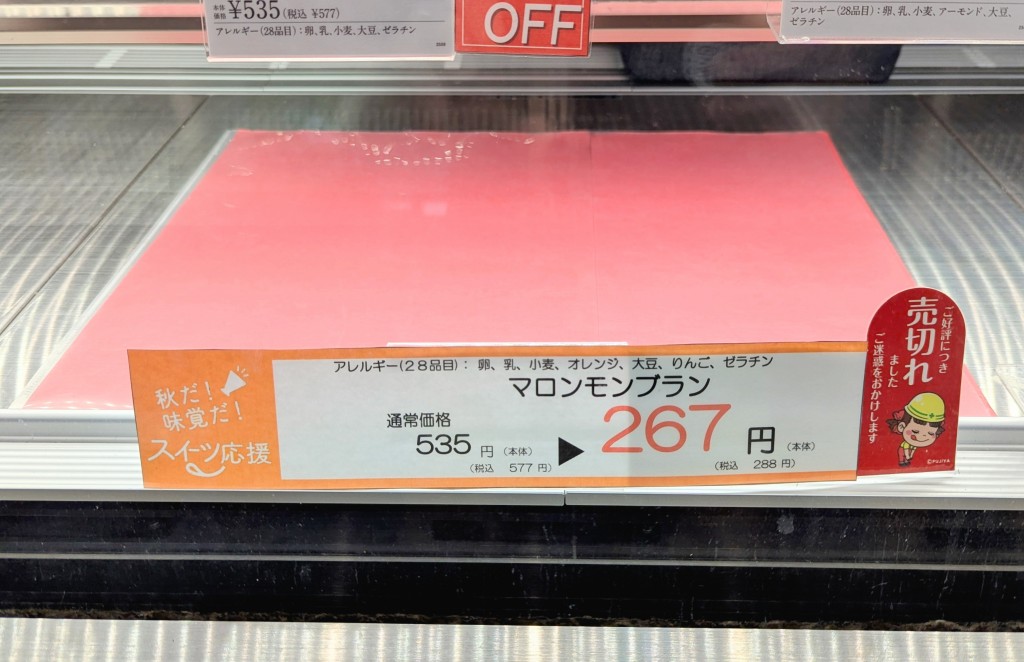 本体価格 ¥535(税込 ¥577)
アレルギー(28品目):卵、乳、小麦、大豆、ゼラチン
OFF
アレルギー(28品目):卵、乳、小麦、アーモンド、大豆、
ゼラチン
秋だ!
味覚だ!
スイーツ応援
アレルギー(28品目): 卵、乳、小麦、オレンジ、大豆、りんご、ゼラチン
マロンモンブラン
通常価格
535 円 (本体) ▶ 267 円 (本体)
(税込 577 円) (税込 288 円)
ご好評につき
売切れ
ました
ご迷惑をおかけします
©FUJIYA